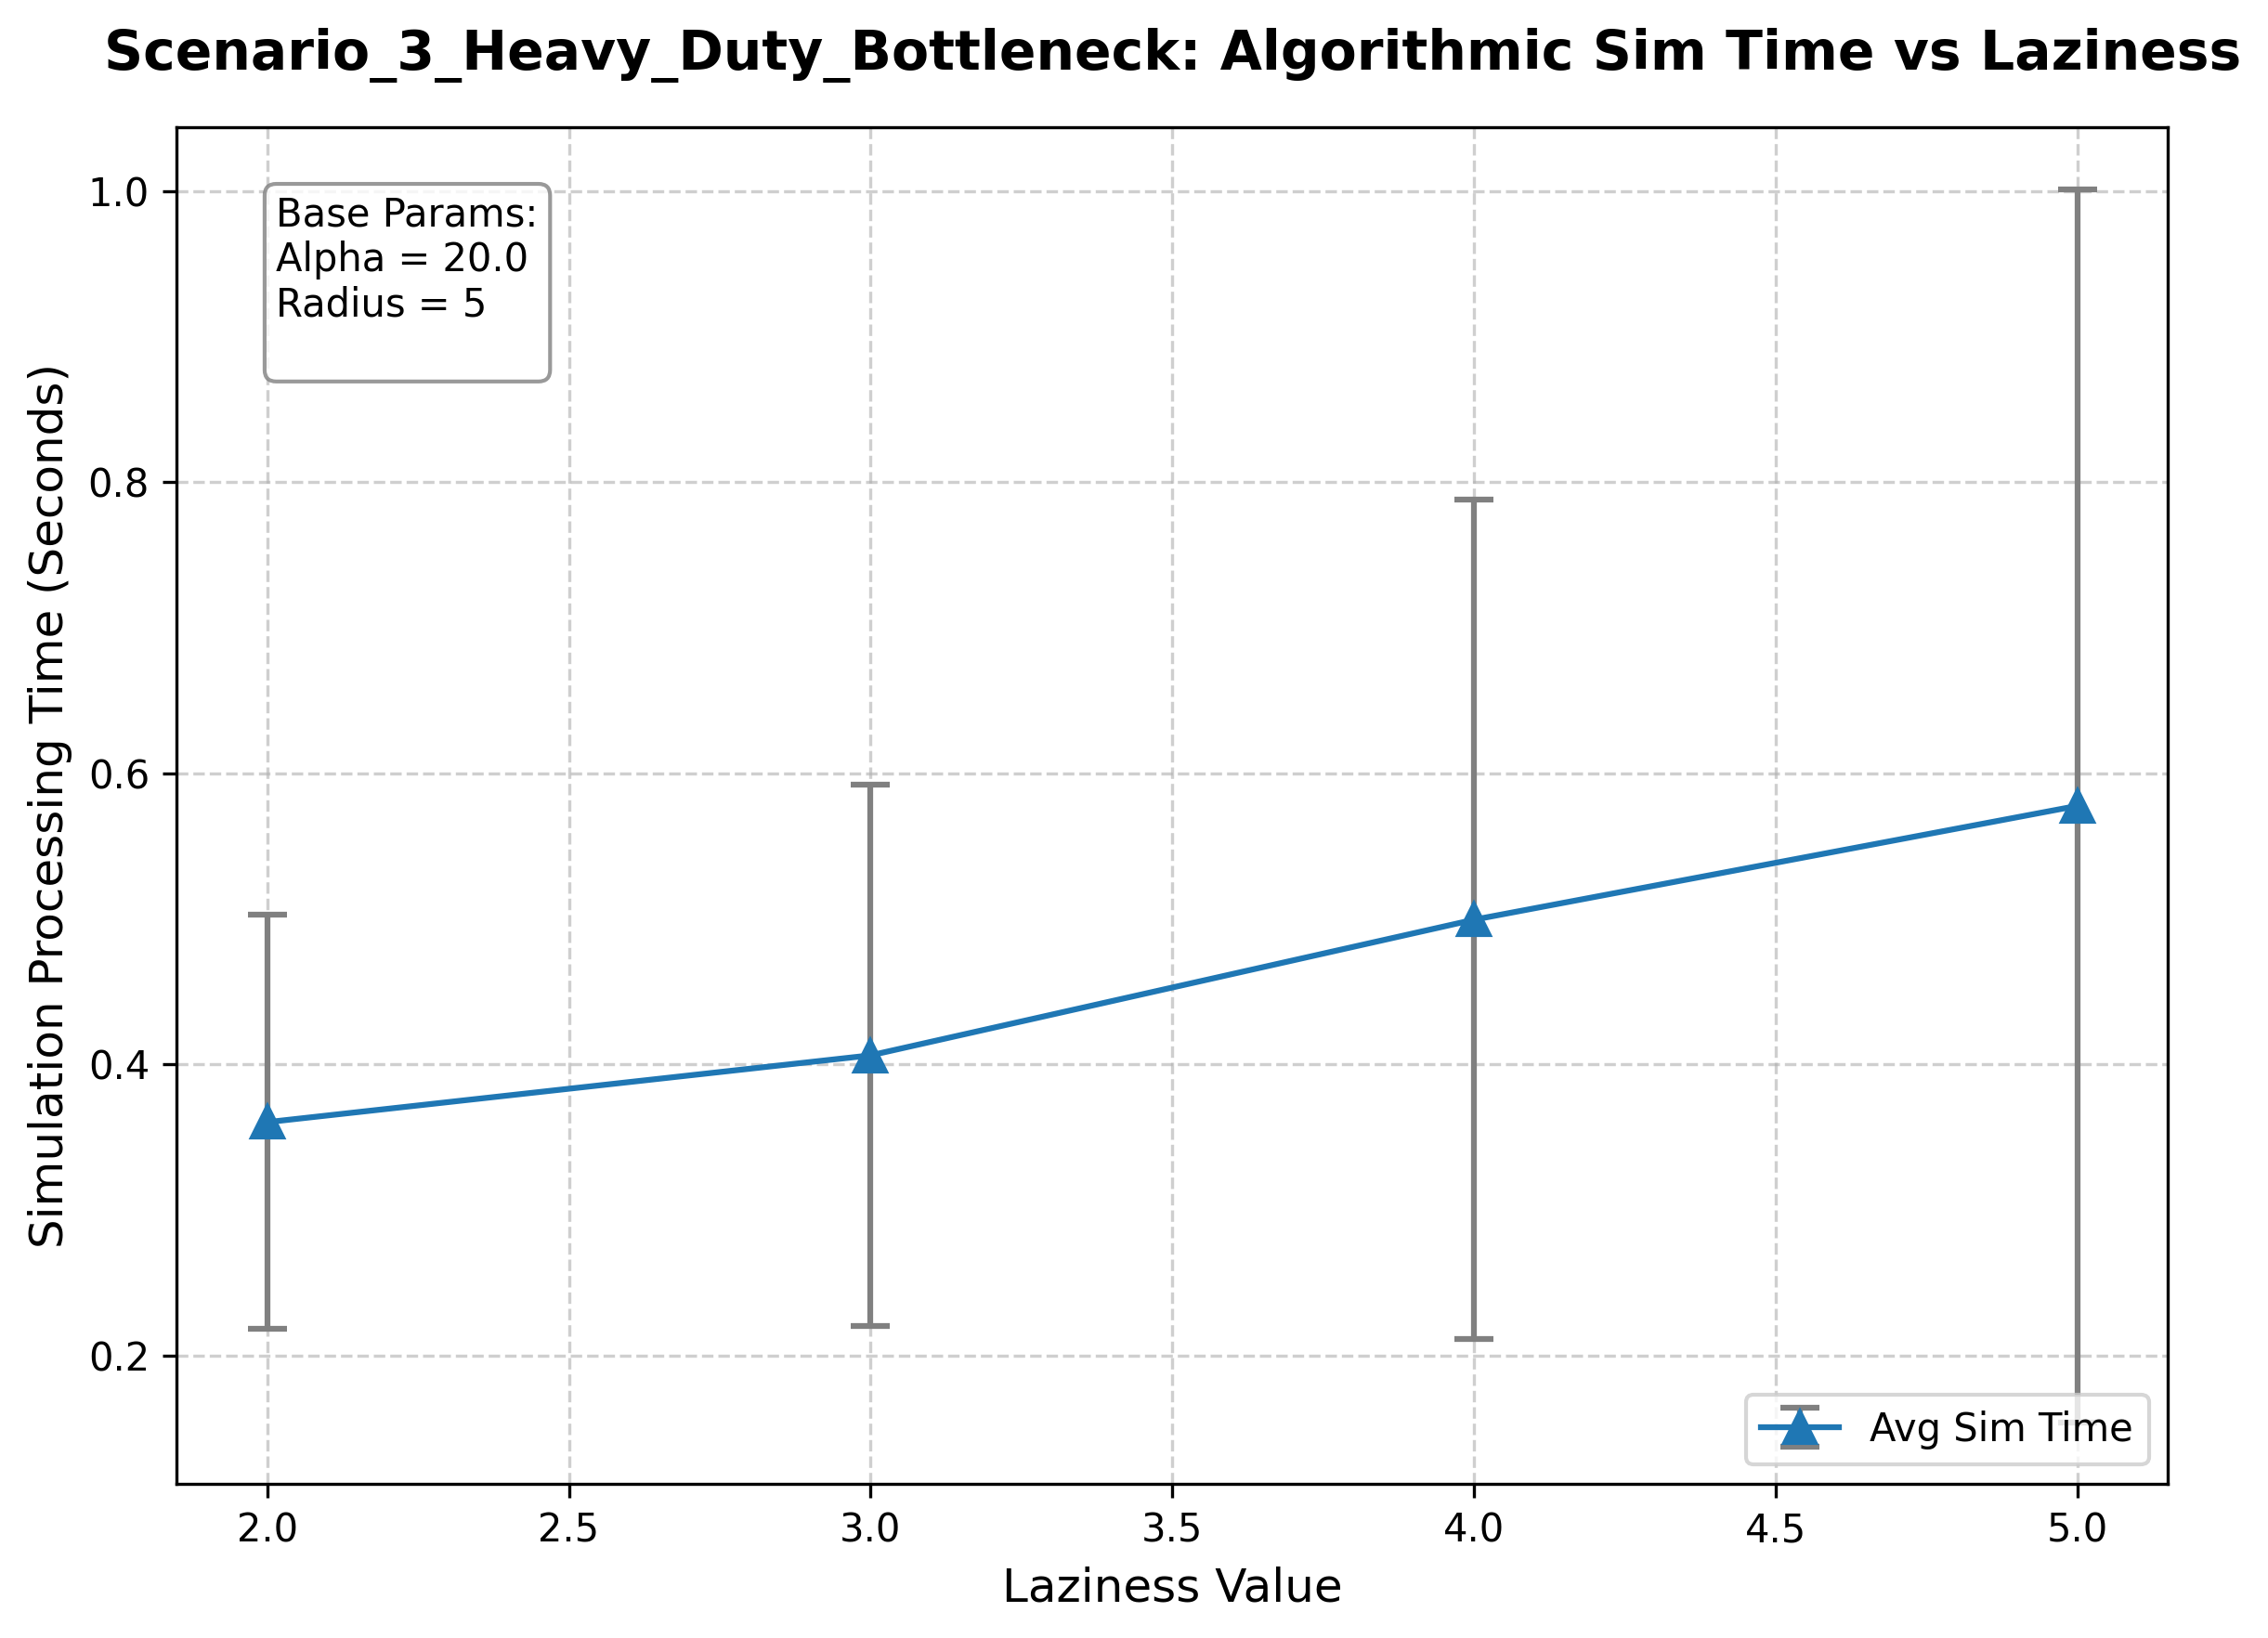 Scenario_3_Heavy_Duty_Bottleneck: Algorithmic Sim Time vs Laziness
Simulation Processing Time (Seconds)
1.0
0.8
0.6
0.4
0.2
Base Params:
Alpha = 20.0
Radius = 5
Avg Sim Time
2.0 2.5 3.0 3.5 4.0 4.5 5.0
Laziness Value